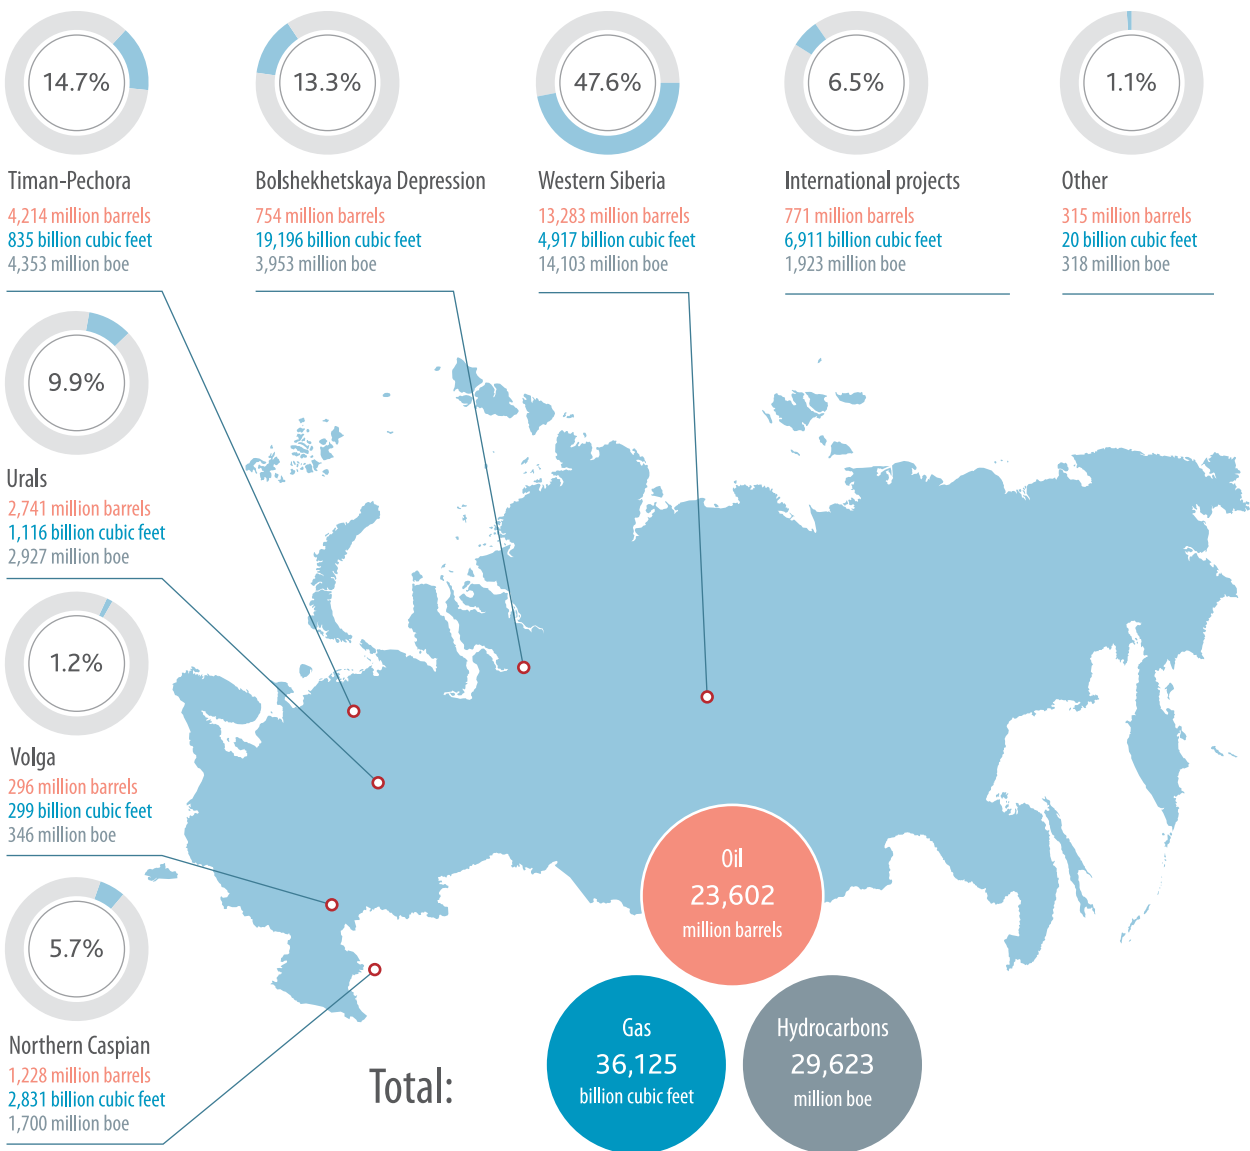 14.7%
Timan-Pechora
4,214 million barrels
835 billion cubic feet
4,353 million boe
13.3%
Bolshekhetskaya Depression
754 million barrels
19,196 billion cubic feet
3,953 million boe
47.6%
Western Siberia
13,283 million barrels
4,917 billion cubic feet
14,103 million boe
6.5%
International projects
771 million barrels
6,911 billion cubic feet
1,923 million boe
1.1%
Other
315 million barrels
20 billion cubic feet
318 million boe
9.9%
Urals
2,741 million barrels
1,116 billion cubic feet
2,927 million boe
1.2%
Volga
296 million barrels
299 billion cubic feet
346 million boe
5.7%
Northern Caspian
1,228 million barrels
2,831 billion cubic feet
1,700 million boe
Total:
Oil
23,602
million barrels
Gas
36,125
billion cubic feet
Hydrocarbons
29,623
million boe